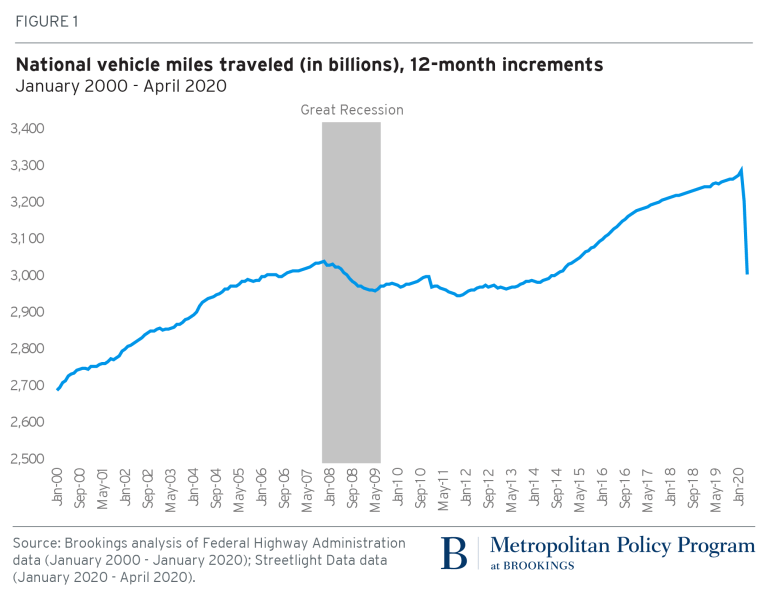 FIGURE 1
National vehicle miles traveled (in billions), 12-month increments
January 2000 - April 2020
Great Recession
3,400
3,300
3,200
3,100
3,000
2,900
2,800
2,700
2,600
2,500
Jan-00 Sep-00 May-01 Jan-02 Sep-02 May-03 Jan-04 Sep-04 May-05 Jan-06 Sep-06 May-07 Jan-08 Sep-08 May-09 Jan-10 Sep-10 May-11 Jan-12 Sep-12 May-13 Jan-14 Sep-14 May-15 Jan-16 Sep-16 May-17 Jan-18 Sep-18 May-19 Jan-20
Source: Brookings analysis of Federal Highway Administration
data (January 2000 - January 2020); Streetlight Data data
(January 2020 - April 2020).
B
Metropolitan Policy Program
at BROOKINGS